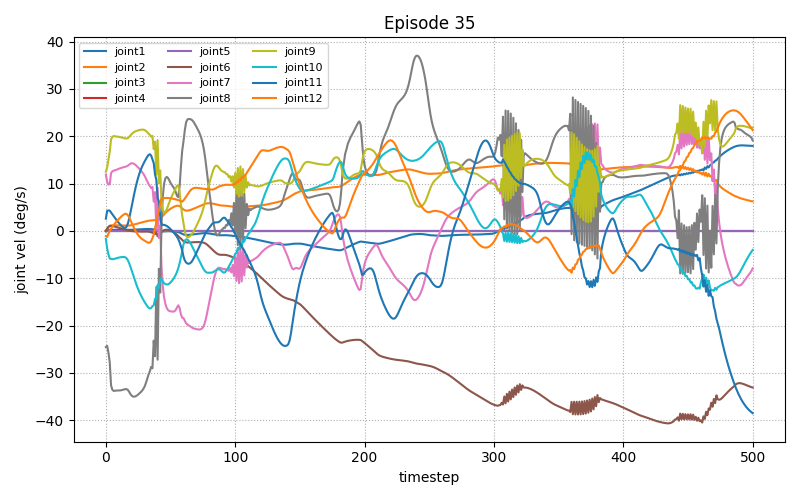 Episode 35
joint1 joint5 joint9
joint2 joint6 joint10
joint3 joint7 joint11
joint4 joint8 joint12
joint vel (deg/s)
40
30
20
10
0
−10
−20
−30
−40
0 100 200 300 400 500
timestep